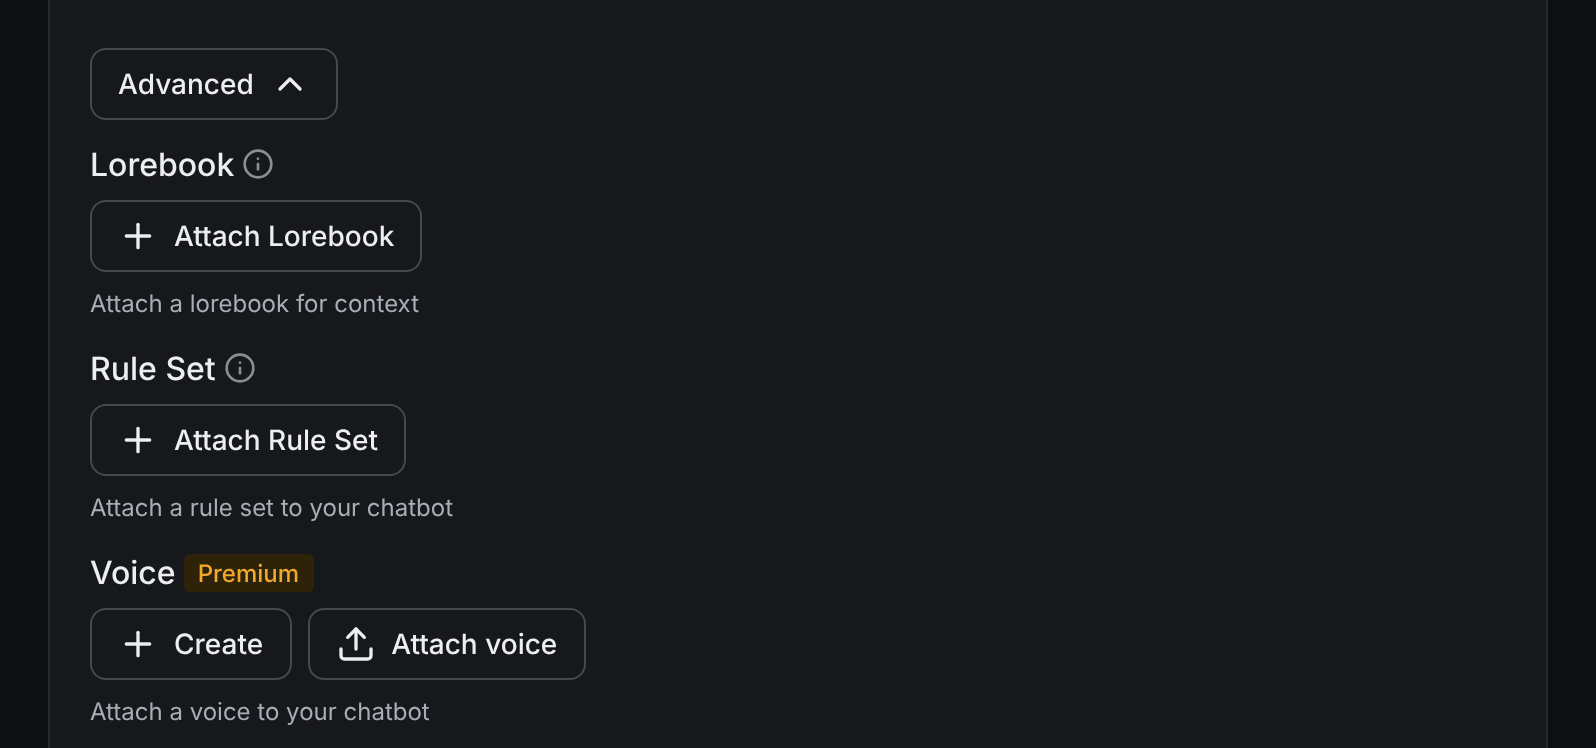 Advanced
Lorebook
Attach Lorebook
Attach a lorebook for context
Rule Set
Attach Rule Set
Attach a rule set to your chatbot
Voice Premium
Create Attach voice
Attach a voice to your chatbot